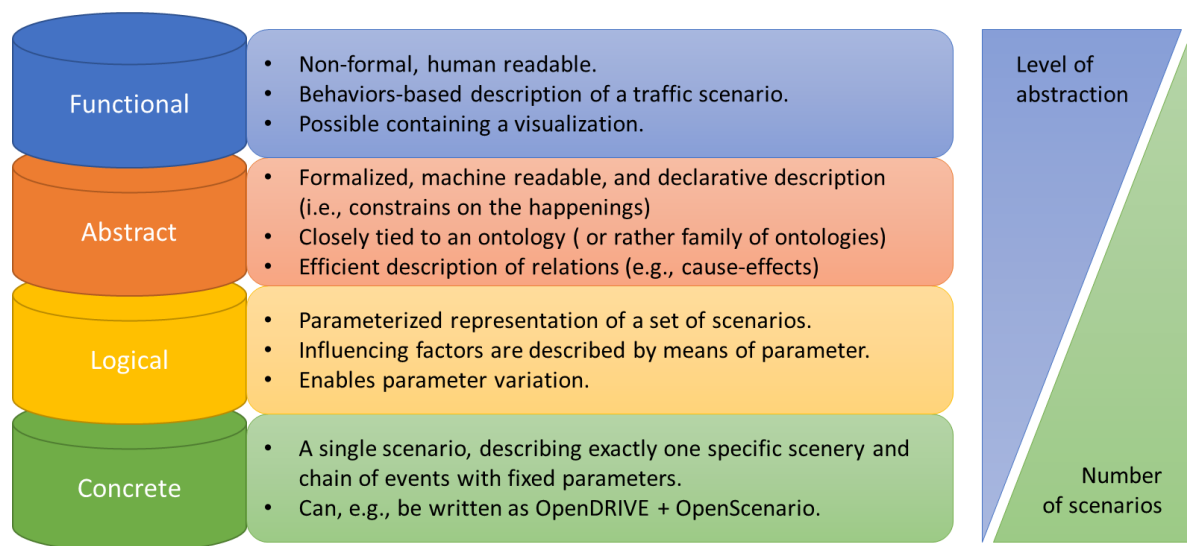 Functional
• Non-formal, human readable.
• Behaviors-based description of a traffic scenario.
• Possible containing a visualization.
Abstract
• Formalized, machine readable, and declarative description
(i.e., constrains on the happenings)
• Closely tied to an ontology ( or rather family of ontologies)
• Efficient description of relations (e.g., cause-effects)
Logical
• Parameterized representation of a set of scenarios.
• Influencing factors are described by means of parameter.
• Enables parameter variation.
Concrete
• A single scenario, describing exactly one specific scenery and
chain of events with fixed parameters.
• Can, e.g., be written as OpenDRIVE + OpenScenario.
Level of
abstraction
Number
of scenarios